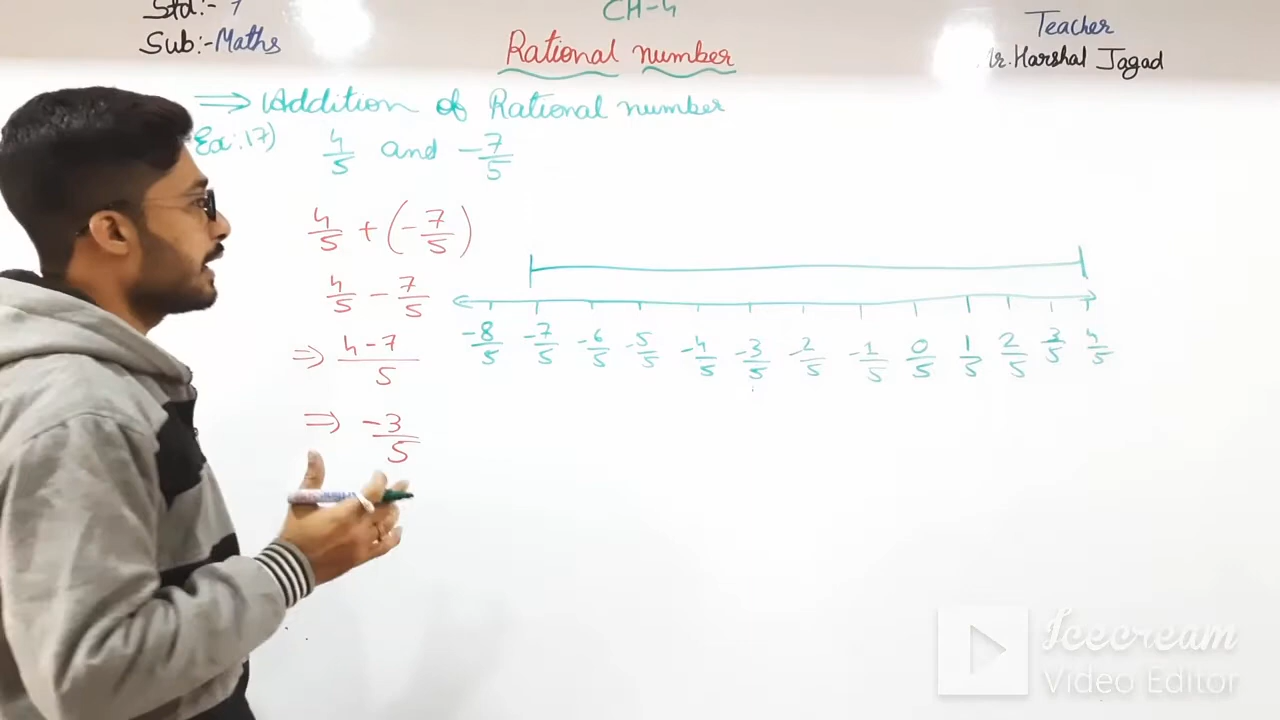 Std:- 7
CH-4
Sub:-Maths
Rational number
Teacher
Mr.Harshal Jagad
⇒ Addition of Rational number
Ex:17) 4/5 and -7/5
4/5 + (-7/5)
4/5 - 7/5
⇒ 4-7/5
⇒ -3/5
-8/5 -7/5 -6/5 -5/5 -4/5 -3/5 -2/5 -1/5 0/5 1/5 2/5 3/5 4/5
Icecream
Video Editor